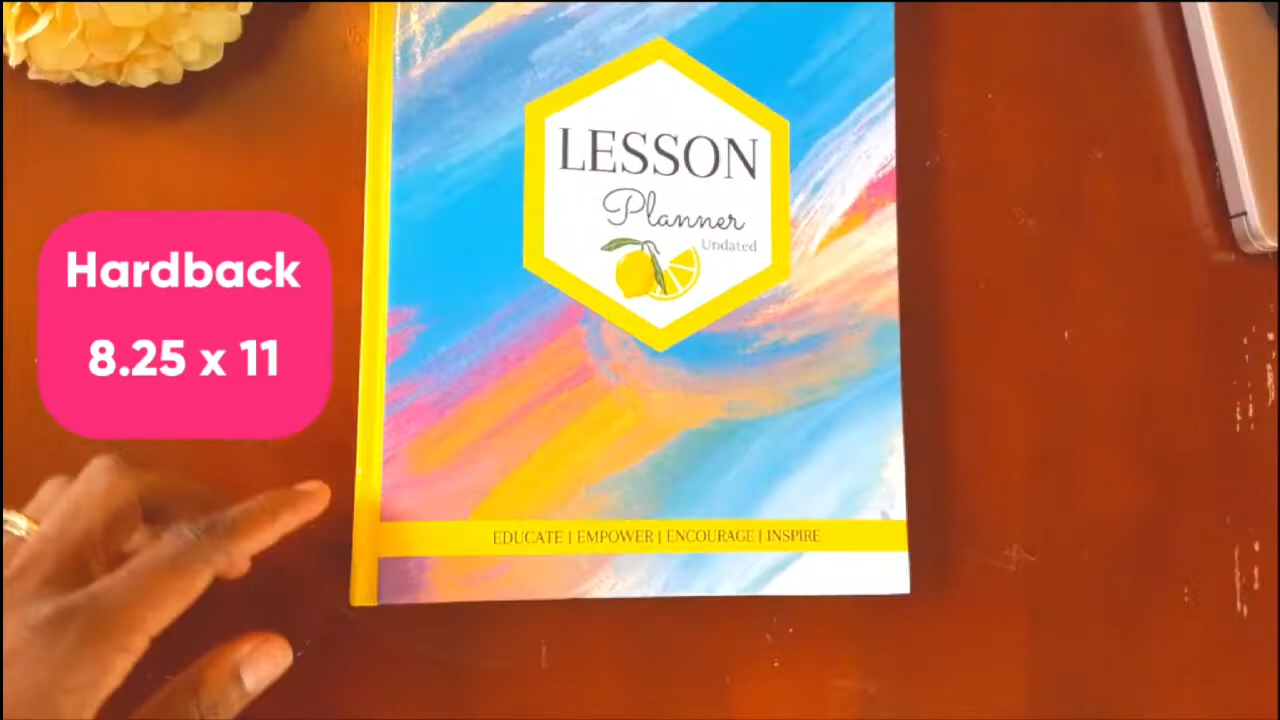 LESSON
Planner
Undated
Hardback
8.25 x 11
EDUCATE | EMPOWER | ENCOURAGE | INSPIRE